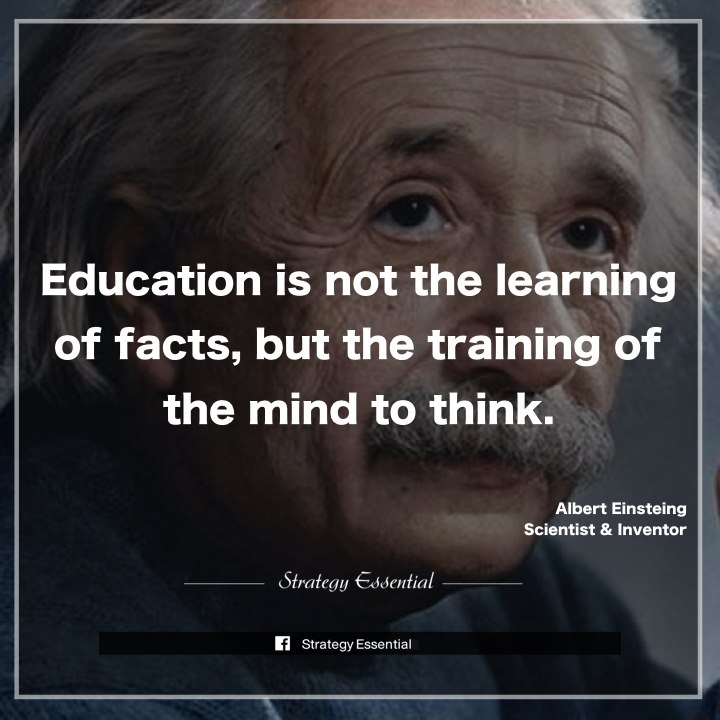 Education is not the learning
of facts, but the training of
the mind to think.
Albert Einsteing
Scientist & Inventor
Strategy Essential
Strategy Essential